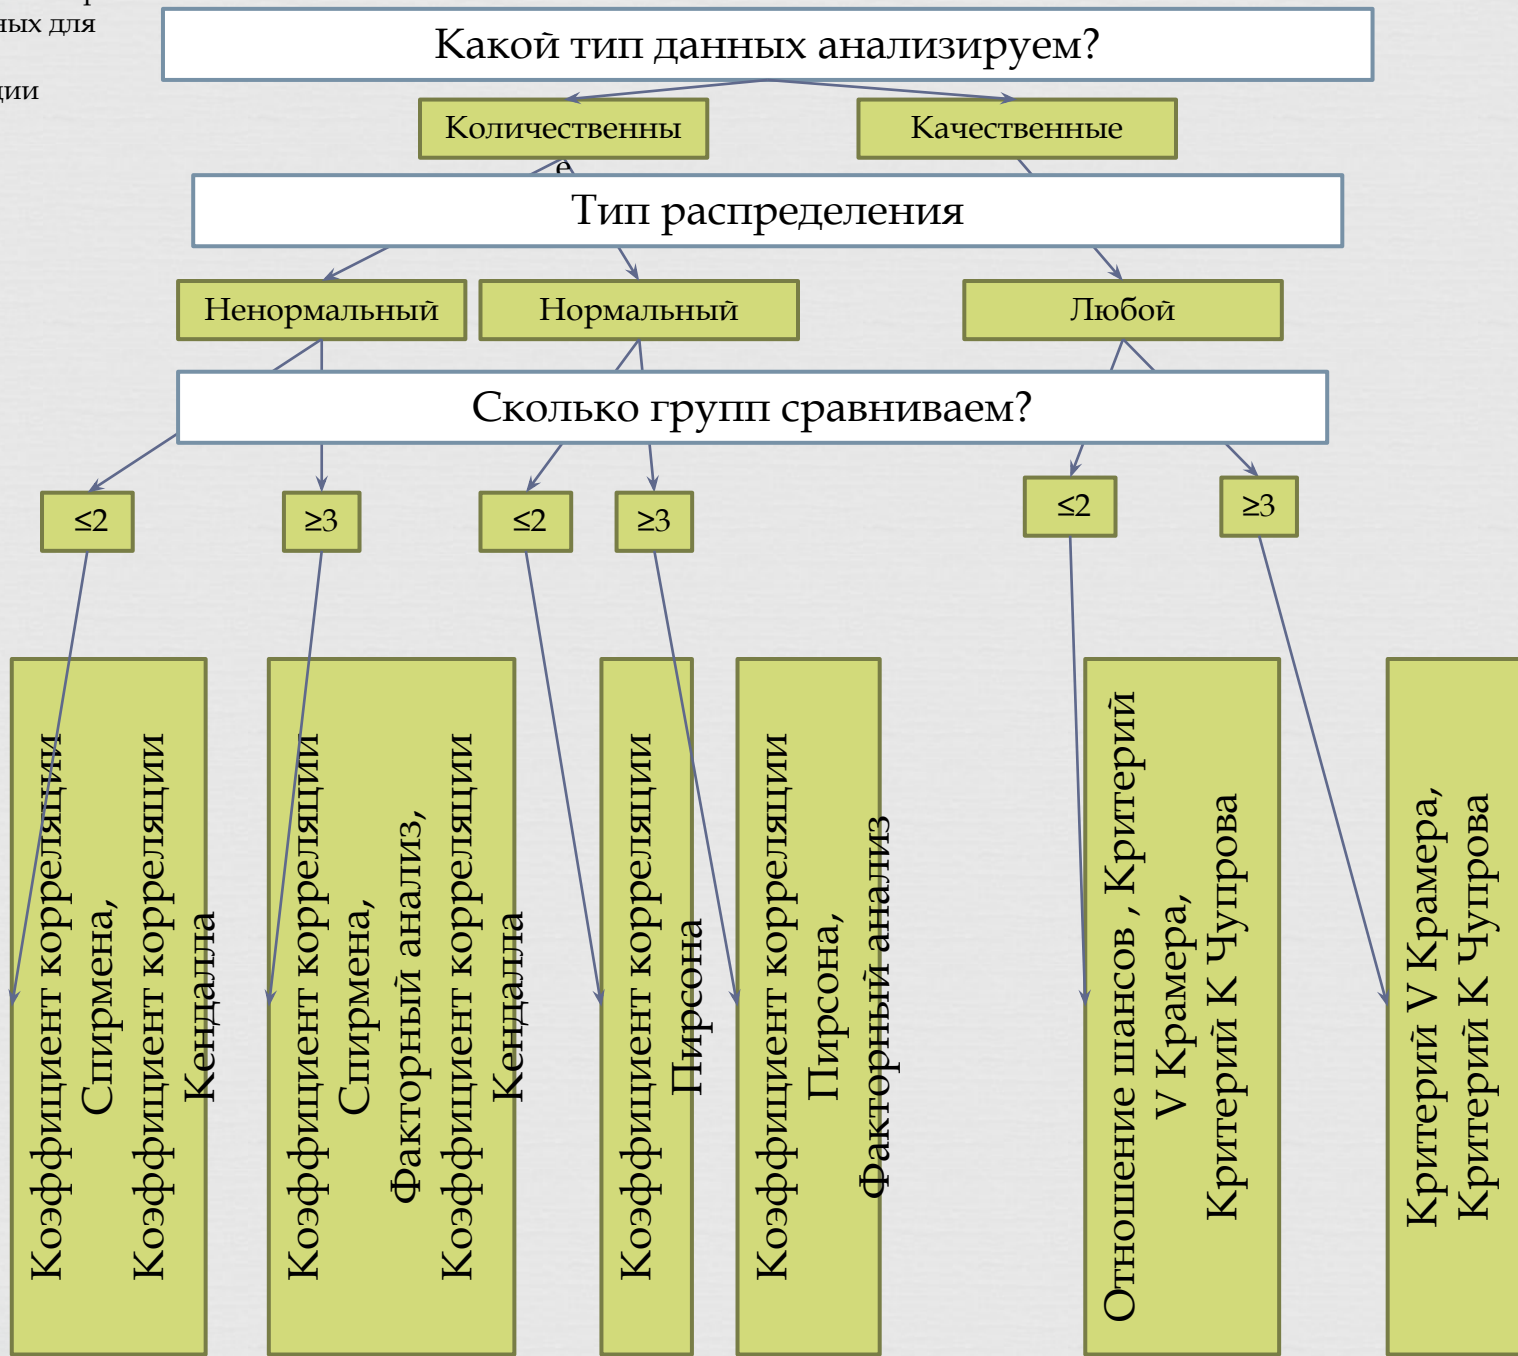 ных для
ции
Какой тип данных анализируем?
Количественны
е
Качественные
Тип распределения
Ненормальный
Нормальный
Любой
Сколько групп сравниваем?
≤2
≥3
≤2
≥3
≤2
≥3
Коэффициент корреляции
Спирмена,
Коэффициент корреляции
Кендалла
Коэффициент корреляции
Спирмена,
Факторный анализ,
Коэффициент корреляции
Кендалла
Коэффициент корреляции
Пирсона
Коэффициент корреляции
Пирсона,
Факторный анализ
Отношение шансов , Критерий
V Крамера,
Критерий К Чупрова
Критерий V Крамера,
Критерий К Чупрова